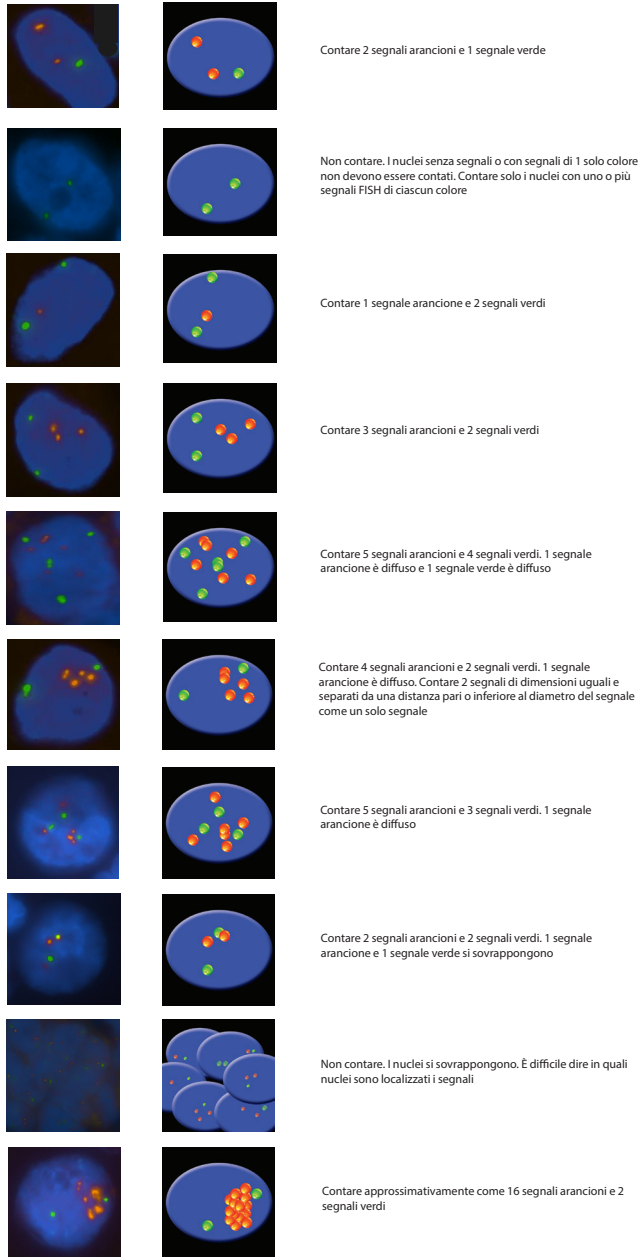 Contare 2 segnali arancioni e 1 segnale verde
Non contare. I nuclei senza segnali o con segnali di 1 solo colore
non devono essere contati. Contare solo i nuclei con uno o più
segnali FISH di ciascun colore
Contare 1 segnale arancione e 2 segnali verdi
Contare 3 segnali arancioni e 2 segnali verdi
Contare 5 segnali arancioni e 4 segnali verdi. 1 segnale
arancione è diffuso e 1 segnale verde è diffuso
Contare 4 segnali arancioni e 2 segnali verdi. 1 segnale
arancione è diffuso. Contare 2 segnali di dimensioni uguali e
separati da una distanza pari o inferiore al diametro del segnale
come un solo segnale
Contare 5 segnali arancioni e 3 segnali verdi. 1 segnale
arancione è diffuso
Contare 2 segnali arancioni e 2 segnali verdi. 1 segnale
arancione e 1 segnale verde si sovrappongono
Non contare. I nuclei si sovrappongono. È difficile dire in quali
nuclei sono localizzati i segnali
Contare approssimativamente come 16 segnali arancioni e 2
segnali verdi